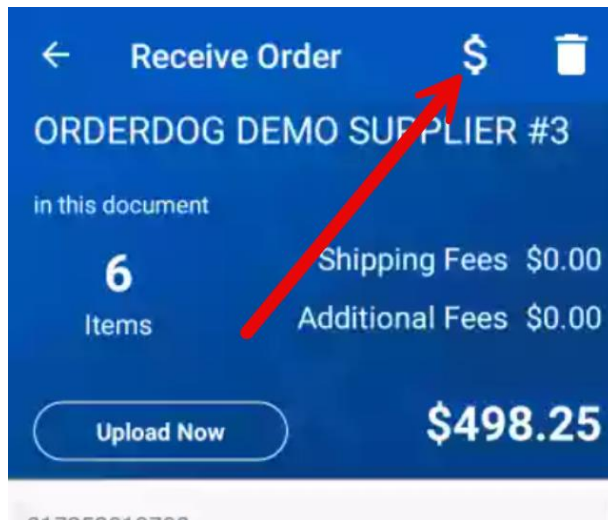 Receive Order $
ORDERDOG DEMO SUPPLIER #3
in this document
6
Items
Shipping Fees $0.00
Additional Fees $0.00
Upload Now
$498.25